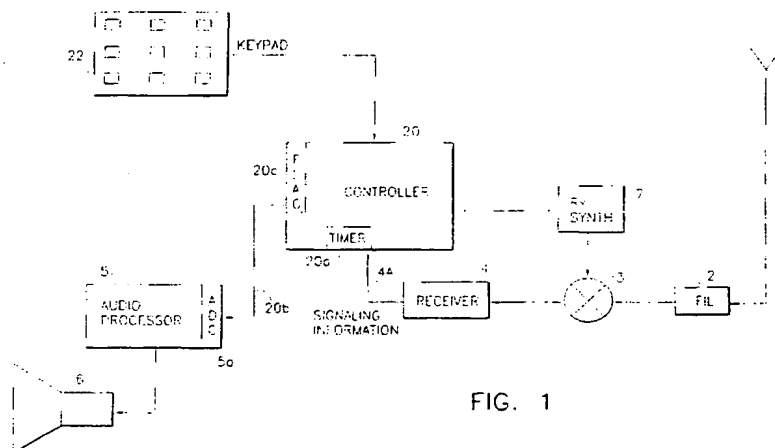 22
KEYPAD
20
20c
F
L
A
G
CONTROLLER
TIMER
20a
RX
SYNTH
7
5
AUDIO
PROCESSOR
A
D
C
5a
20b
4A
SIGNALING
INFORMATION
4
RECEIVER
3
2
FIL
6
FIG. 1